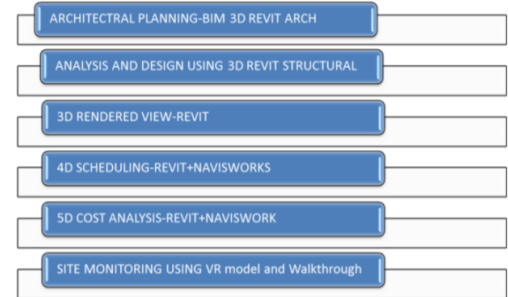 ARCHITECTRAL PLANNING-BIM 3D REVIT ARCH
ANALYSIS AND DESIGN USING 3D REVIT STRUCTURAL
3D RENDERED VIEW-REVIT
4D SCHEDULING-REVIT+NAVISWORKS
5D COST ANALYSIS-REVIT+NAVISWORK
SITE MONITORING USING VR model and Walkthrough